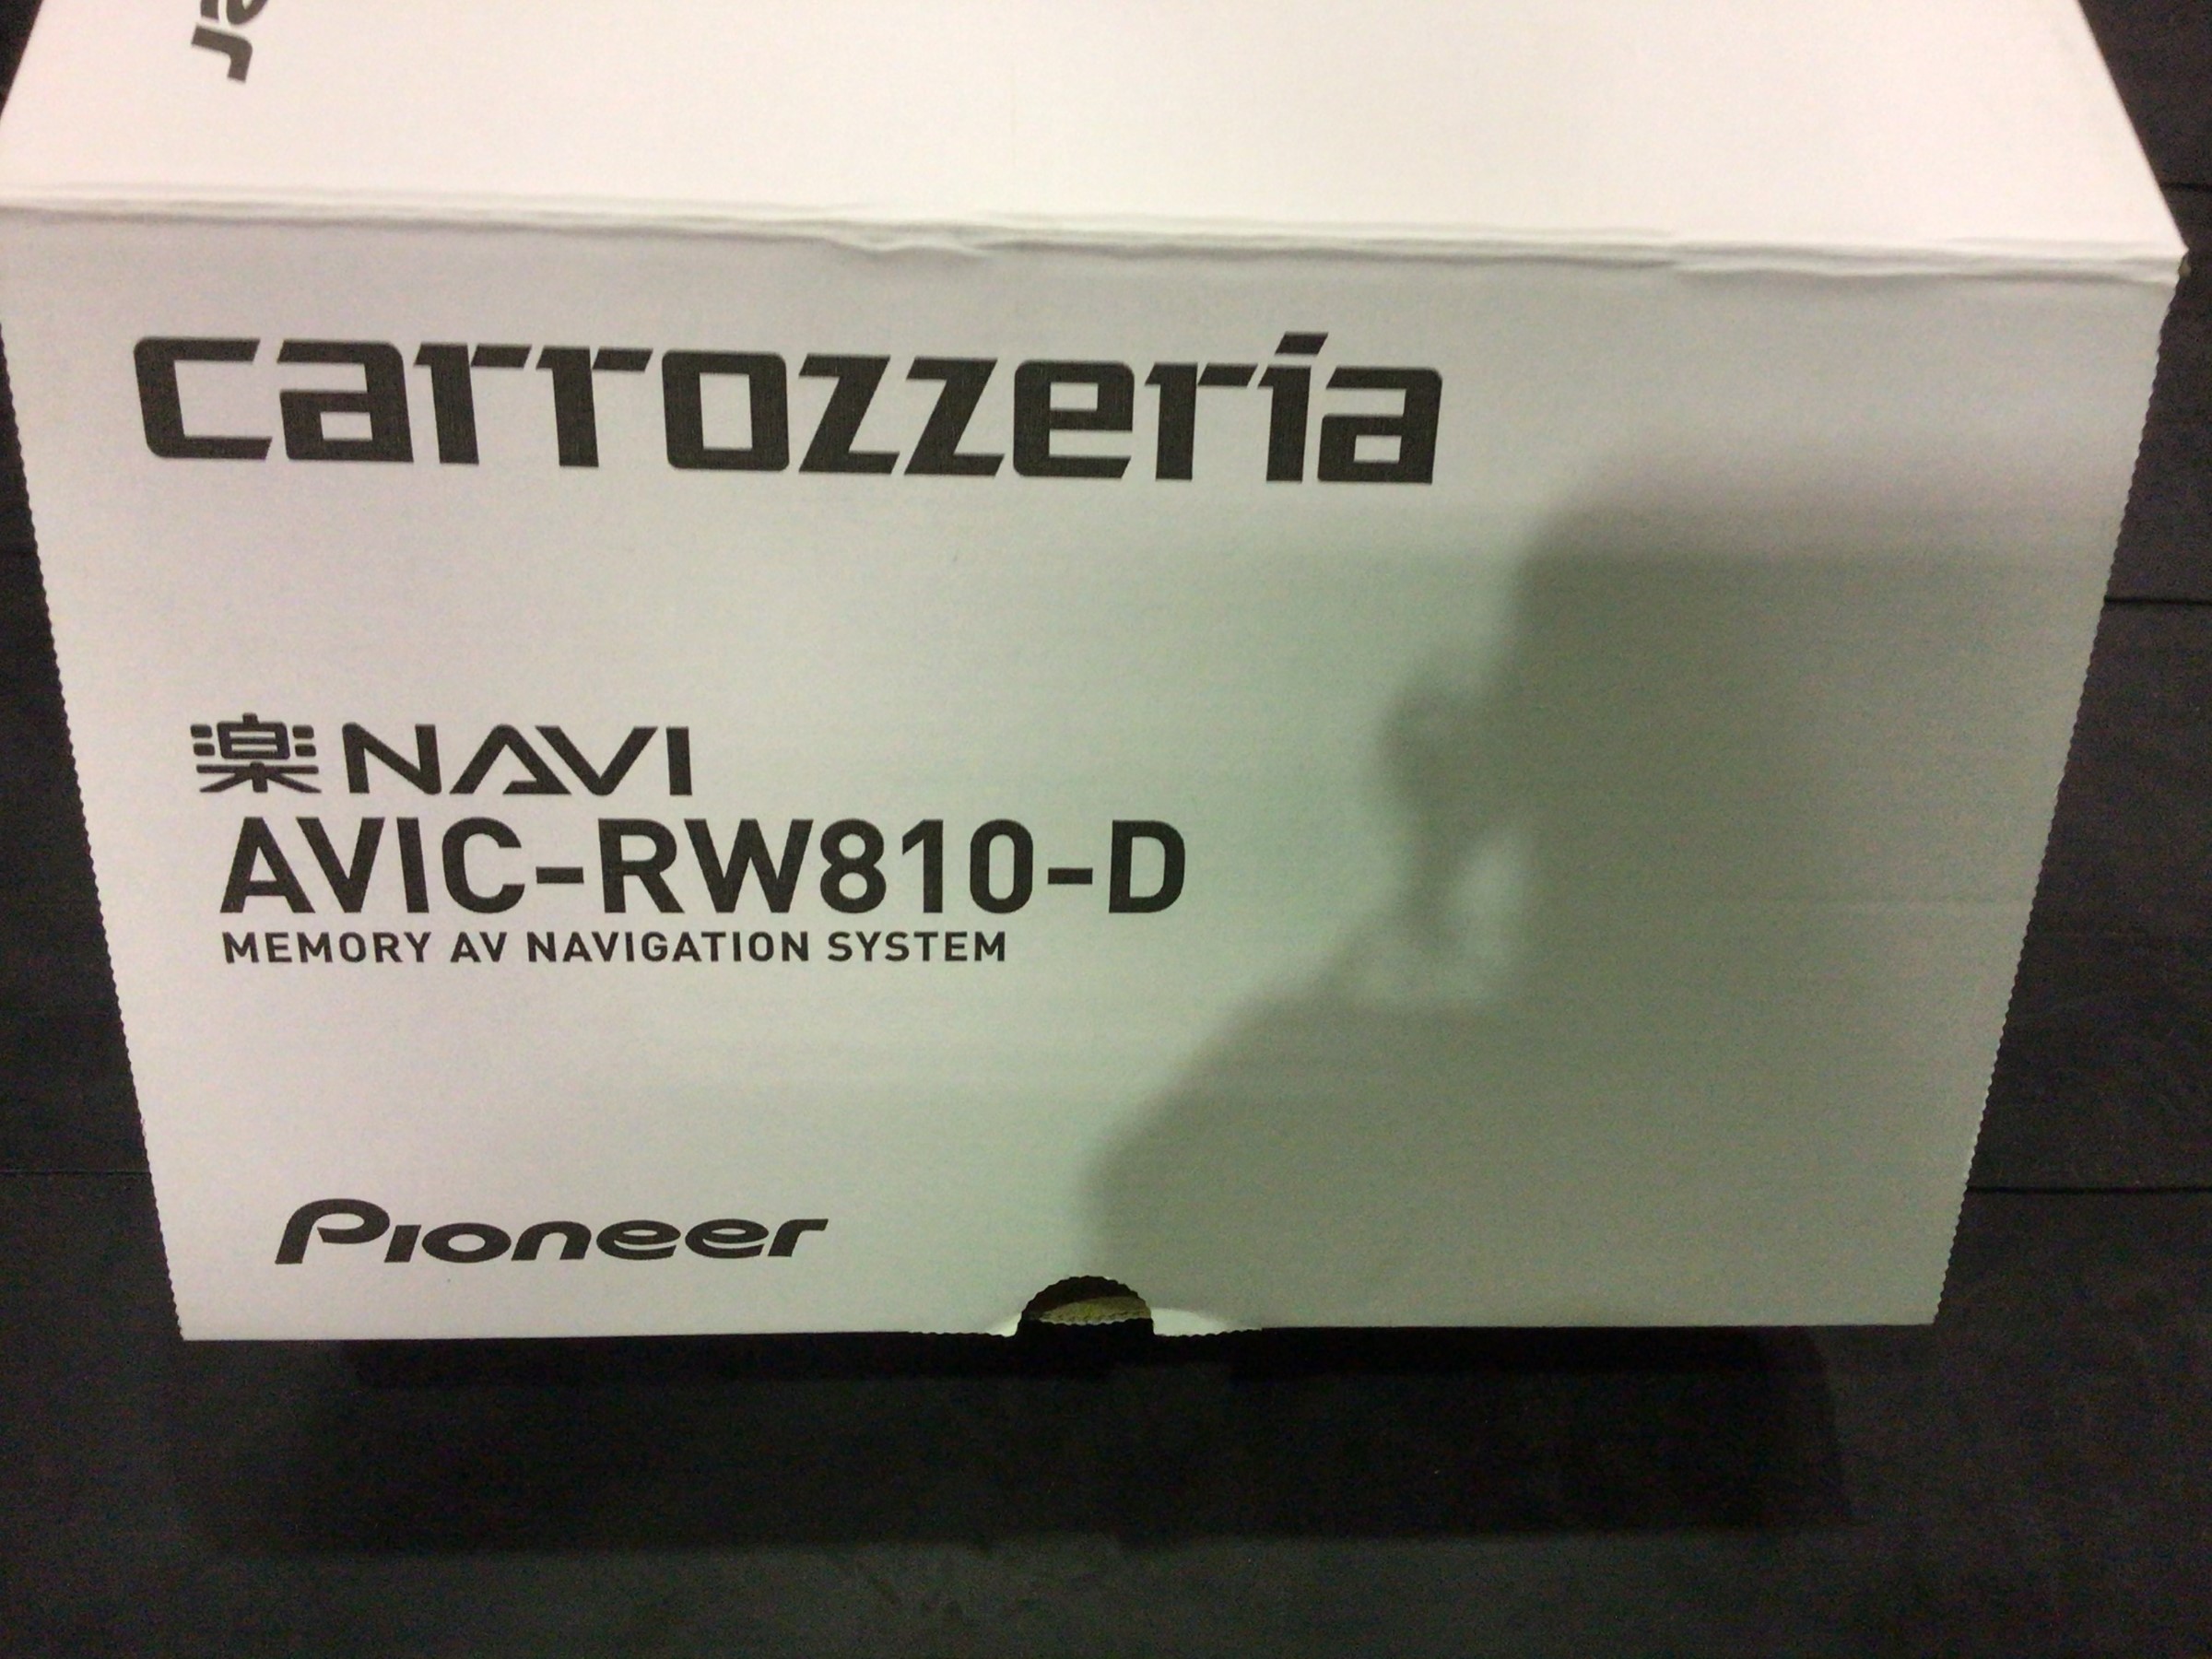 carrozzeria
楽NAVI
AVIC-RW810-D
MEMORY AV NAVIGATION SYSTEM
Pioneer